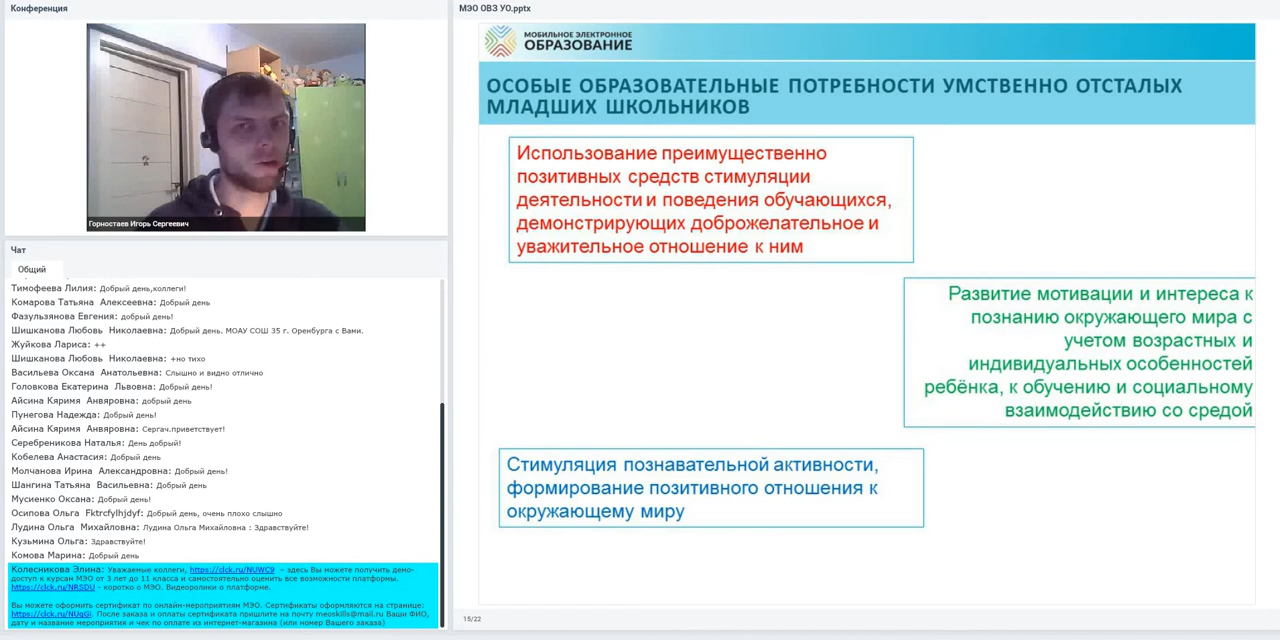 Конференция
Горностаев Игорь Сергеевич
Чат
Общий
Тимофеева Лилия: Добрый день,коллеги!
Комарова Татьяна Алексеевна: Добрый день
Фазульзянова Евгения: добрый день!
Шишканова Любовь Николаевна: Добрый день. МОАУ СОШ 35 г. Оренбурга с Вами.
Жуйкова Лариса: ++
Шишканова Любовь Николаевна: +но тихо
Васильева Оксана Анатольевна: Слышно и видно отлично
Головкова Екатерина Львовна: Добрый день!
Айсина Кяримя Анвяровна: добрый день
Пунегова Надежда: Добрый день!
Айсина Кяримя Анвяровна: Сергач.приветствует!
Серебреникова Наталья: День добрый!
Кобелева Анастасия: Добрый день
Молчанова Ирина Александровна: Добрый день!
Шангина Татьяна Васильевна: Добрый день
Мусиенко Оксана: Добрый день!
Осипова Ольга Fktrcfylhjdyf: Добрый день, очень плохо слышно
Лудина Ольга Михайловна: Лудина Ольга Михайловна : Здравствуйте!
Кузьмина Ольга: Здравствуйте!
Комова Марина: Добрый день
Колесникова Элина: Уважаемые коллеги, https://clck.ru/NUWC9 – здесь Вы можете получить демо-
доступ к курсам МЭО от 3 лет до 11 класса и самостоятельно оценить все возможности платформы.
https://clck.ru/NRSDU - коротко о МЭО. Видеоролики о платформе.
Вы можете оформить сертификат по онлайн-мероприятиям МЭО. Сертификаты оформляются на странице:
https://clck.ru/NUqGi. После заказа и оплаты сертификата пришлите на почту meoskills@mail.ru Ваши ФИО,
дату и название мероприятия и чек по оплате из интернет-магазина (или номер Вашего заказа)
МЭО ОВЗ УО.pptx
МОБИЛЬНОЕ ЭЛЕКТРОННОЕ
ОБРАЗОВАНИЕ
ОСОБЫЕ ОБРАЗОВАТЕЛЬНЫЕ ПОТРЕБНОСТИ УМСТВЕННО ОТСТАЛЫХ
МЛАДШИХ ШКОЛЬНИКОВ
Использование преимущественно
позитивных средств стимуляции
деятельности и поведения обучающихся,
демонстрирующих доброжелательное и
уважительное отношение к ним
Развитие мотивации и интереса к
познанию окружающего мира с
учетом возрастных и
индивидуальных особенностей
ребёнка, к обучению и социальному
взаимодействию со средой
Стимуляция познавательной активности,
формирование позитивного отношения к
окружающему миру
15/22